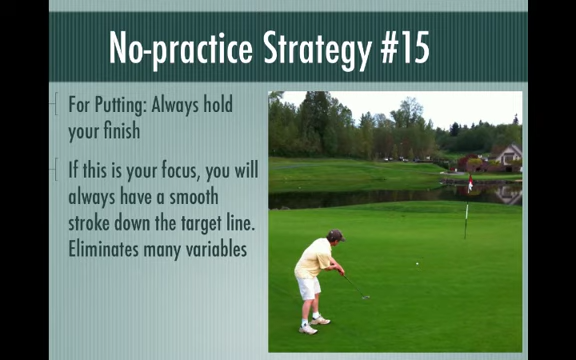 No-practice Strategy #15
For Putting: Always hold
your finish
If this is your focus, you will
always have a smooth
stroke down the target line.
Eliminates many variables